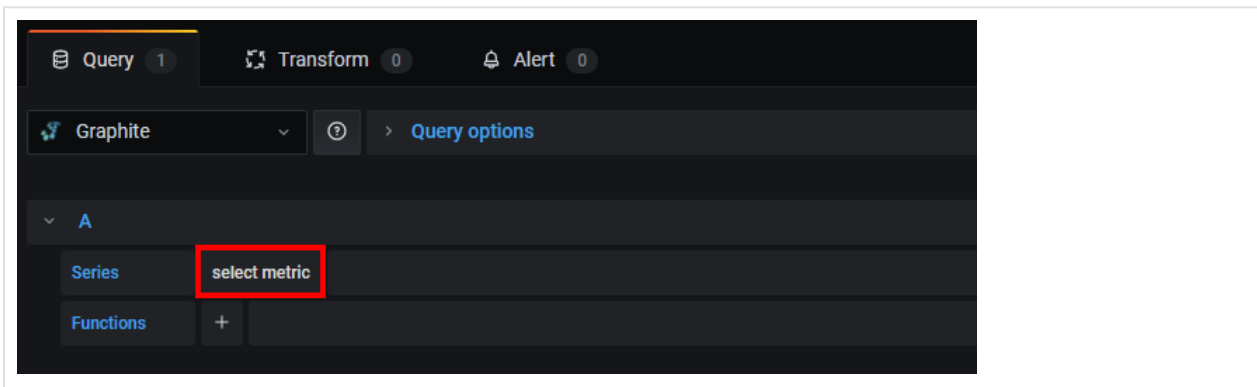 Query 1 Transform 0 Alert 0
Graphite Query options
A
Series select metric
Functions +